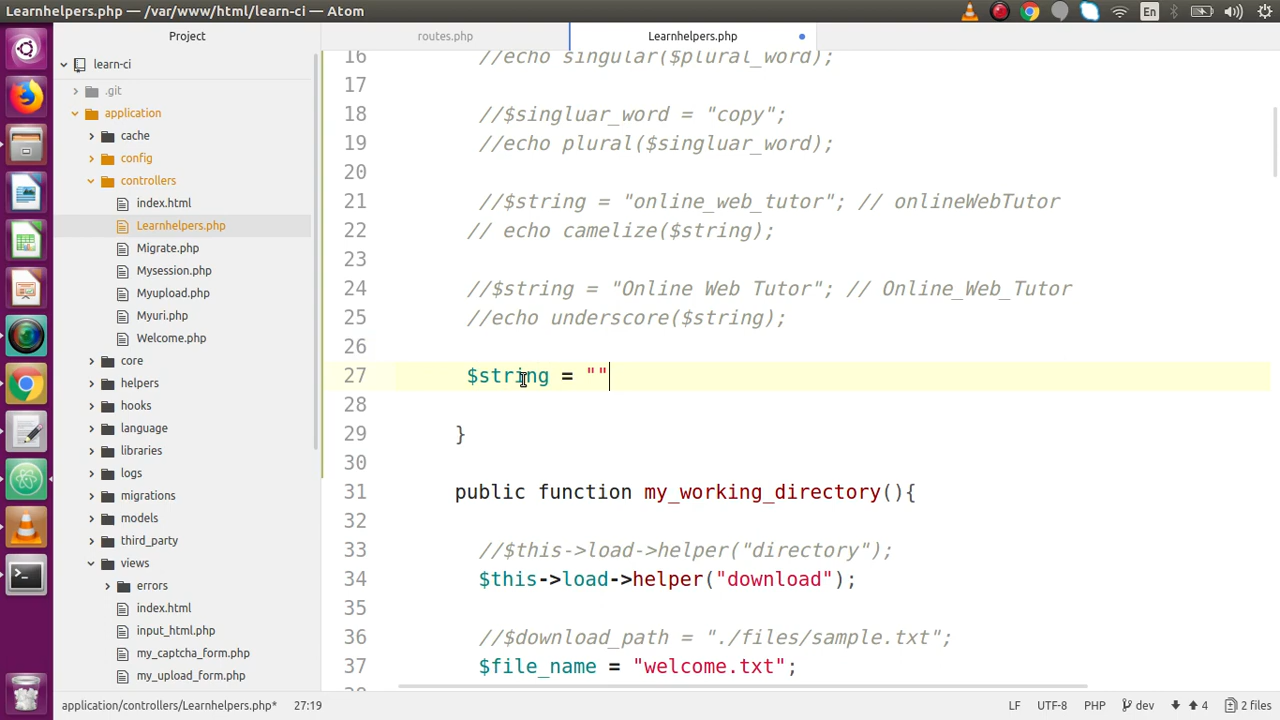 Learnhelpers.php — /var/www/html/learn-ci — Atom
En
Project
routes.php
Learnhelpers.php
learn-ci
.git
application
cache
config
controllers
index.html
Learnhelpers.php
Migrate.php
Mysession.php
Myupload.php
Myuri.php
Welcome.php
core
helpers
hooks
language
libraries
logs
migrations
models
third_party
views
errors
index.html
input_html.php
my_captcha_form.php
my_upload_form.php
16 //echo singular($plural_word);
17
18 //$singluar_word = "copy";
19 //echo plural($singluar_word);
20
21 //$string = "online_web_tutor"; // onlineWebTutor
22 // echo camelize($string);
23
24 //$string = "Online Web Tutor"; // Online_Web_Tutor
25 //echo underscore($string);
26
27 $string = ""
28
29 }
30
31 public function my_working_directory(){
32
33 //$this->load->helper("directory");
34 $this->load->helper("download");
35
36 //$download_path = "./files/sample.txt";
37 $file_name = "welcome.txt";
application/controllers/Learnhelpers.php* 27:19 LF UTF-8 PHP dev 4 2 files